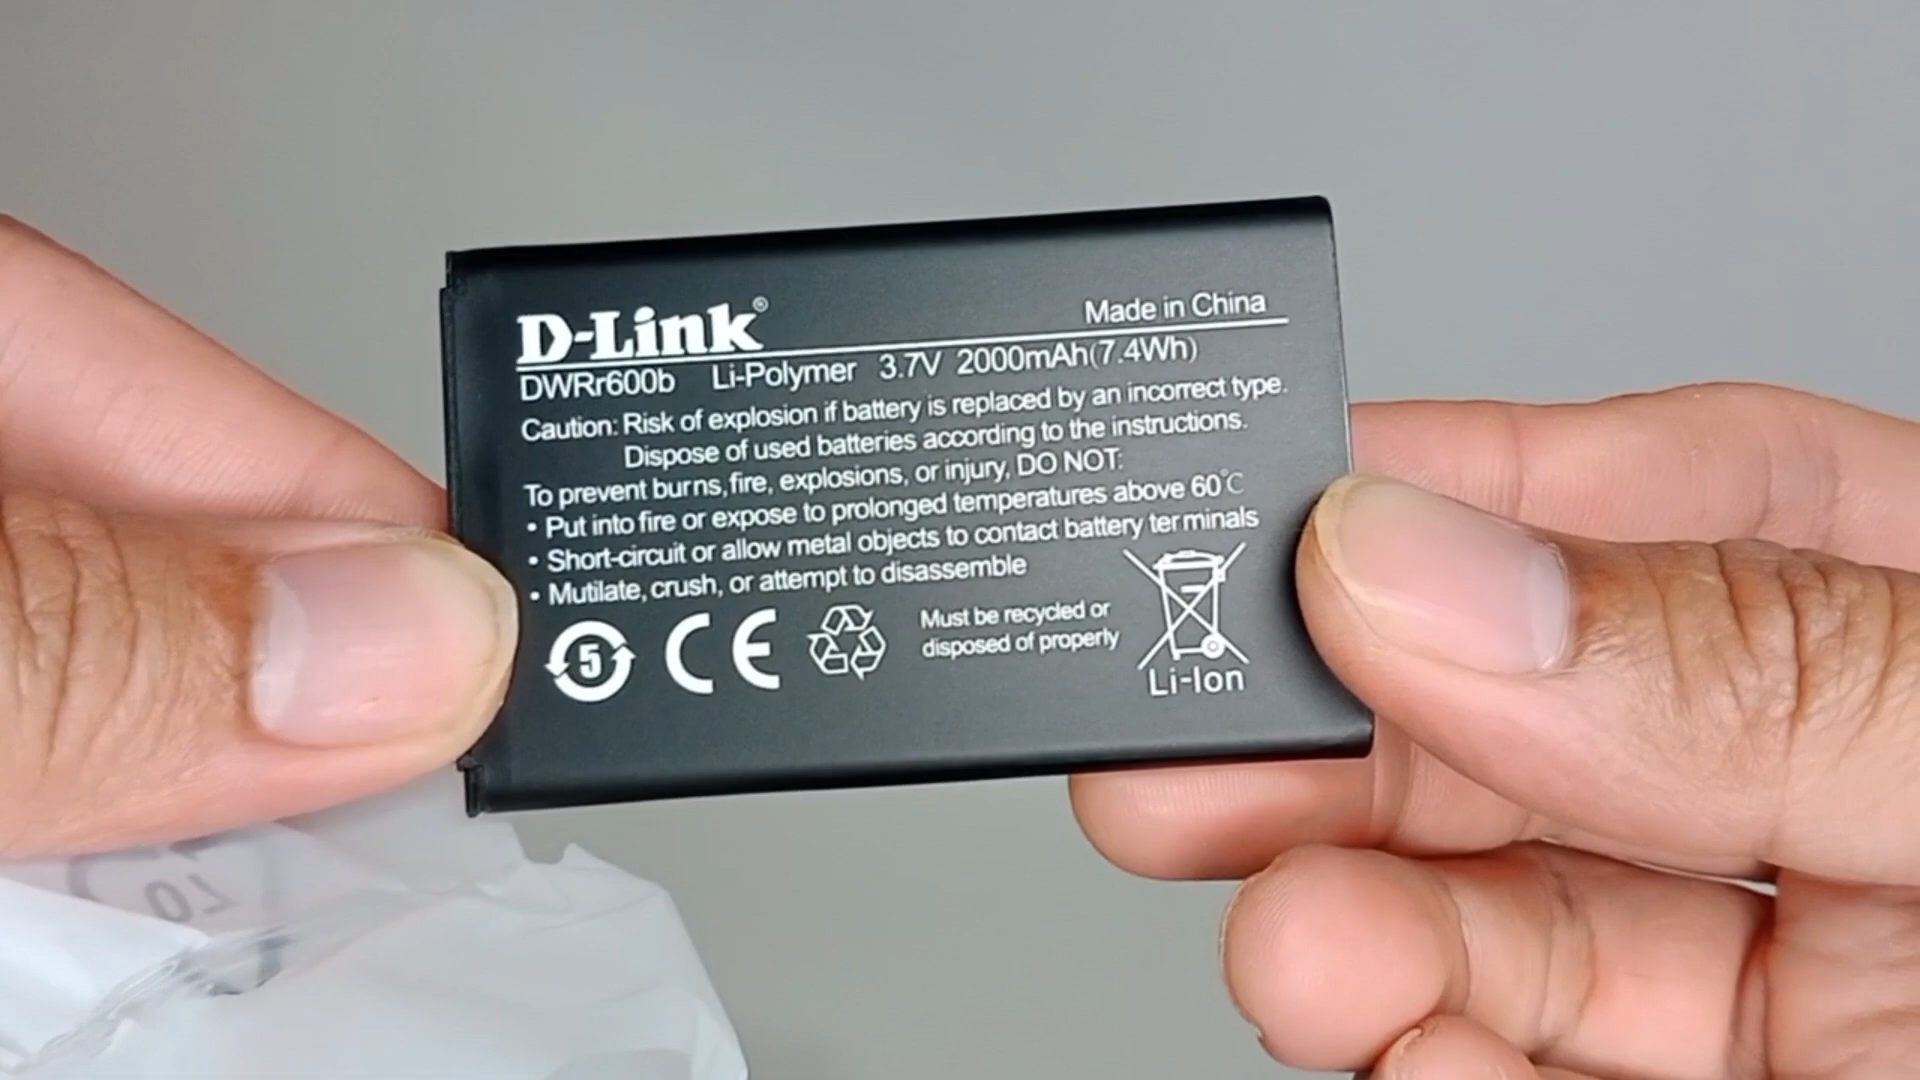 D-Link®
Made in China
DWRr600b Li-Polymer 3.7V 2000mAh(7.4Wh)
Caution: Risk of explosion if battery is replaced by an incorrect type.
Dispose of used batteries according to the instructions.
To prevent burns, fire, explosions, or injury, DO NOT:
• Put into fire or expose to prolonged temperatures above 60℃
• Short-circuit or allow metal objects to contact battery terminals
• Mutilate, crush, or attempt to disassemble
5 CE
Must be recycled or
disposed of properly
Li-Ion